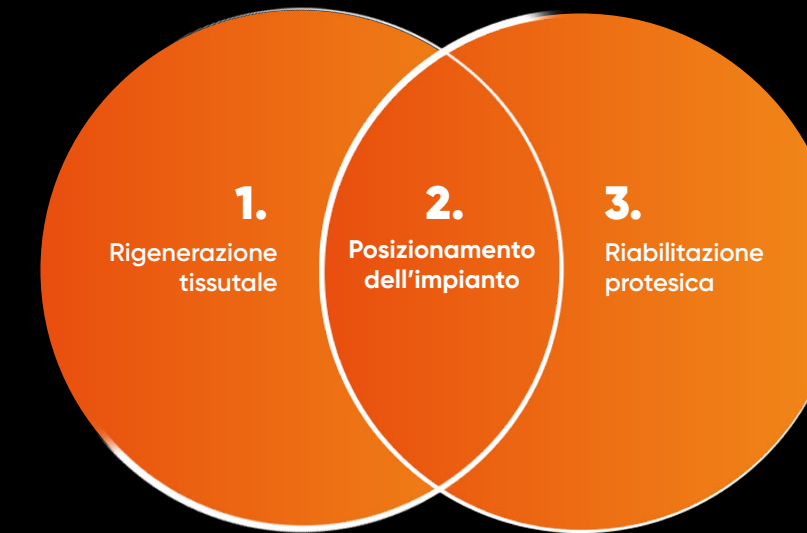 1.
Rigenerazione
tissutale
2.
Posizionamento
dell’impianto
3.
Riabilitazione
protesica